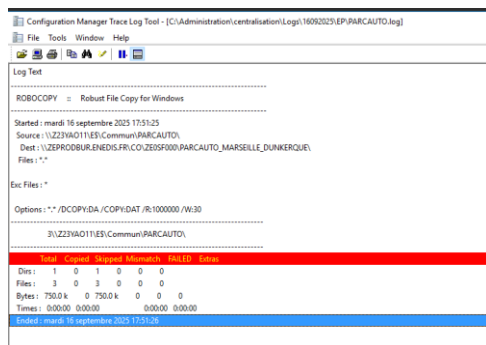 Configuration Manager Trace Log Tool - [C:\Administration\centralisation\Logs\16092025\EP\PARCAUTO.log]
File Tools Window Help
Log Text
-------------------------------------------------------------------------------
ROBOCOPY :: Robust File Copy for Windows
-------------------------------------------------------------------------------
Started : mardi 16 septembre 2025 17:51:25
Source : \\Z23YAO11\E$\Commun\PARCAUTO\
Dest : \\ZEPRODBUR.ENEDIS.FR\CO\ZE0SF000\PARCAUTO_MARSEILLE_DUNKERQUE\
Files : *.*
Exc Files : *
Options : *.* /DCOPY:DA /COPY:DAT /R:1000000 /W:30
-------------------------------------------------------------------------------
3\\Z23YAO11\E$\Commun\PARCAUTO\
-------------------------------------------------------------------------------
Total Copied Skipped Mismatch FAILED Extras
Dirs : 1 0 1 0 0 0
Files : 3 0 3 0 0 0
Bytes : 750.0 k 0 750.0 k 0 0 0
Times : 0:00:00 0:00:00 0:00:00 0:00:00
Ended : mardi 16 septembre 2025 17:51:26